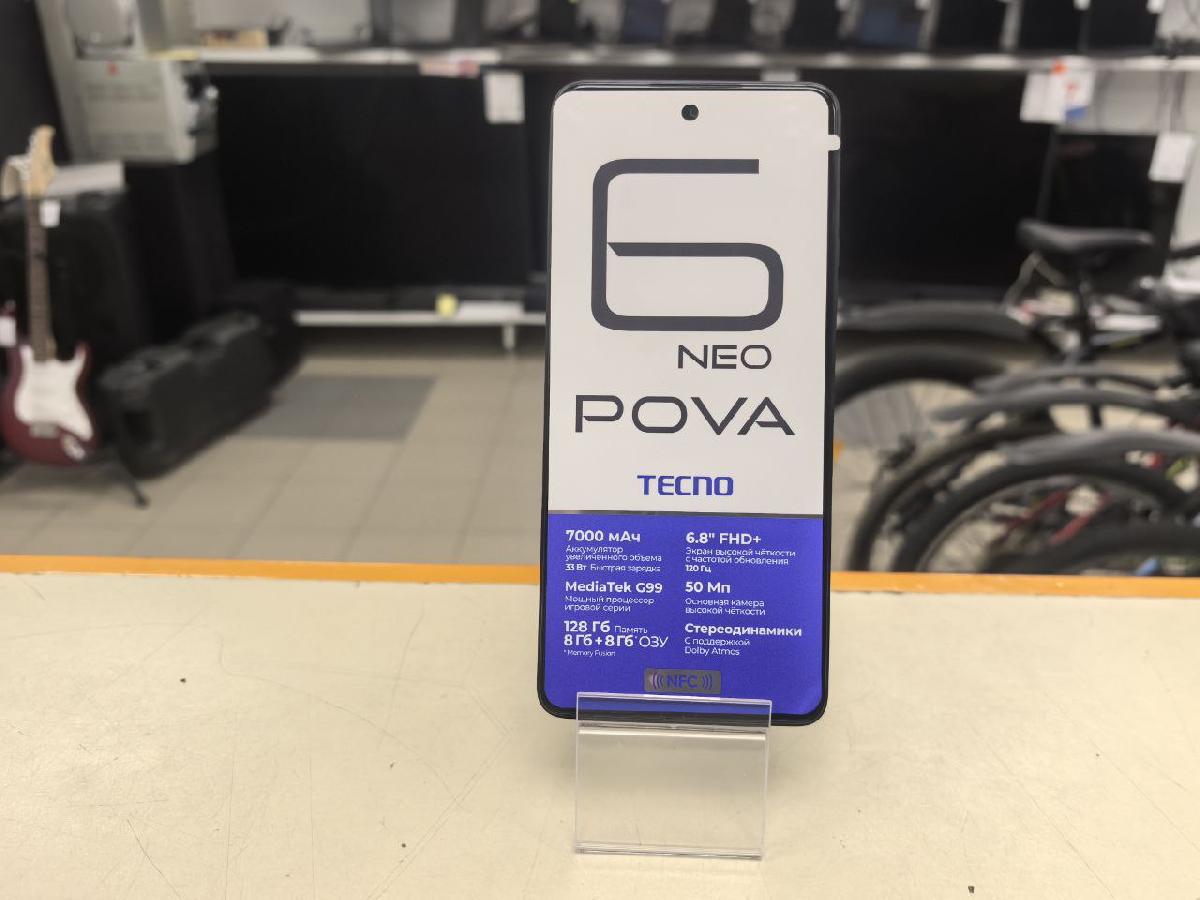 6
NEO
POVA
TECNO
7000 мАч
Аккумулятор
увеличенного объема
33 Вт Быстрая зарядка
MediaTek G99
Мощный процессор
игровой серии
128 Гб Память
8 Гб + 8 Гб* ОЗУ
* Memory Fusion
6.8" FHD+
Экран высокой чёткости
с частотой обновления
120 Гц
50 Мп
Основная камера
высокой чёткости
Стереодинамики
С поддержкой
Dolby Atmos
NFC